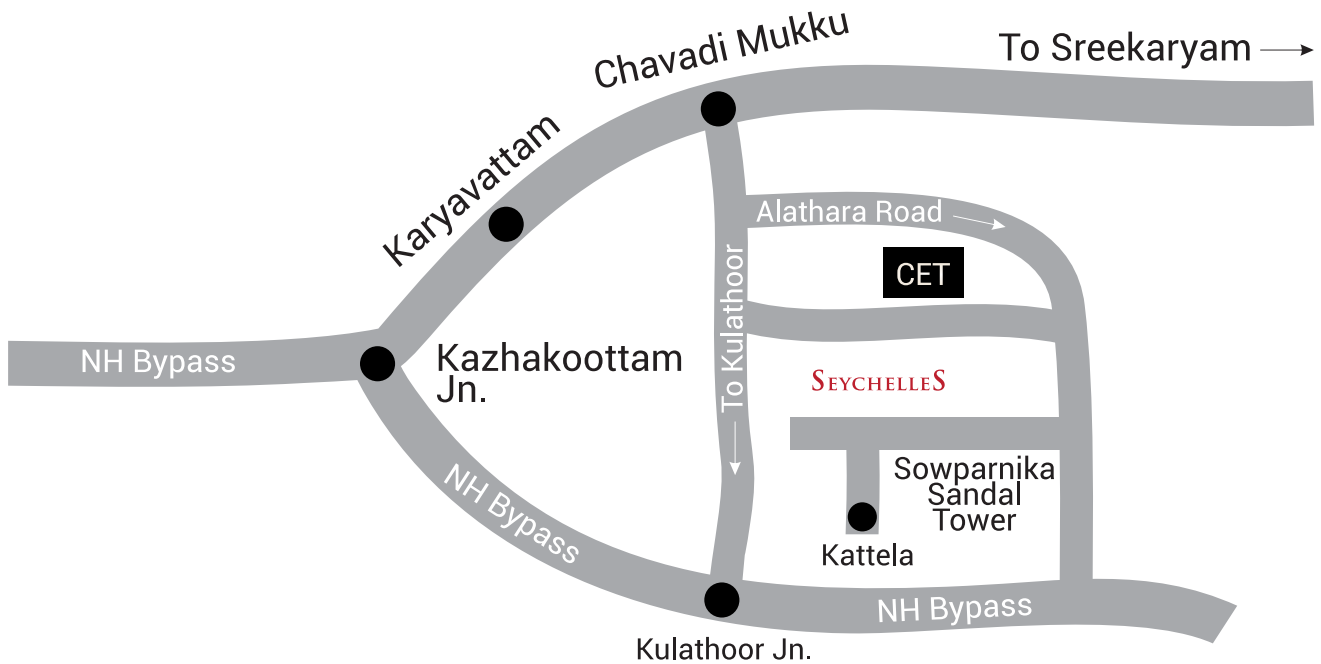 Chavadi Mukku
To Sreekaryam
Karyavattam
Alathara Road
CET
To Kulathoor
NH Bypass
Kazhakoottam
Jn.
SEYCHELLES
NH Bypass
Sowparnika
Sandal
Tower
Kattela
NH Bypass
Kulathoor Jn.